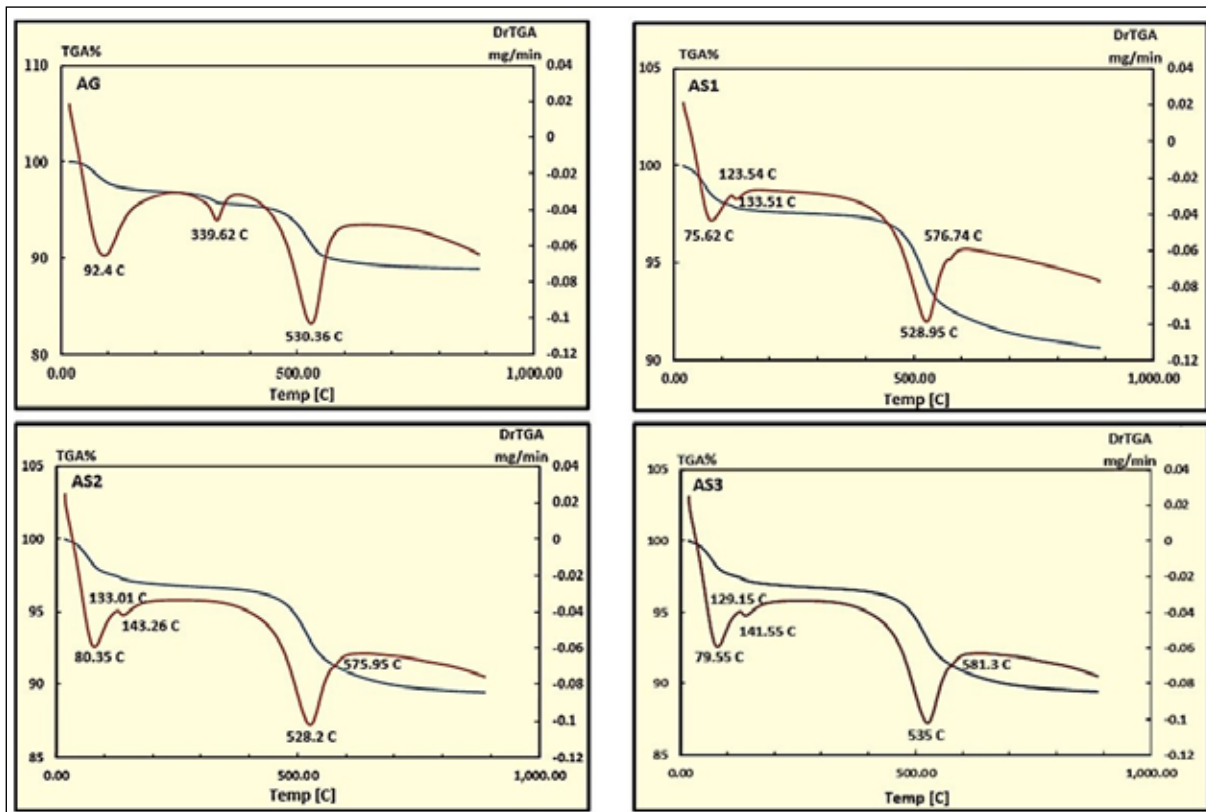 DrTGA
TGA% mg/min
110 0.04
AG
0.02
100 0
-0.02
-0.04
339.62 C
90 -0.06
92.4 C
-0.08
530.36 C -0.1
80 -0.12
0.00 500.00 1,000.00
Temp [C]
DrTGA
TGA% mg/min
105 0.04
AS1
0.02
100 123.54 C 0
133.51 C -0.02
75.62 C 576.74 C -0.04
95 -0.06
-0.08
528.95 C -0.1
90 -0.12
0.00 500.00 1,000.00
Temp [C]
DrTGA
TGA% mg/min
105 0.04
AS2
0.02
100 0
133.01 C -0.02
95 143.26 C -0.04
80.35 C 575.95 C -0.06
90 -0.08
528.2 C -0.1
85 -0.12
0.00 500.00 1,000.00
Temp [C]
DrTGA
TGA% mg/min
105 0.04
AS3
0.02
100 0
129.15 C -0.02
95 141.55 C -0.04
79.55 C 581.3 C -0.06
90 -0.08
535 C -0.1
85 -0.12
0.00 500.00 1,000.00
Temp [C]